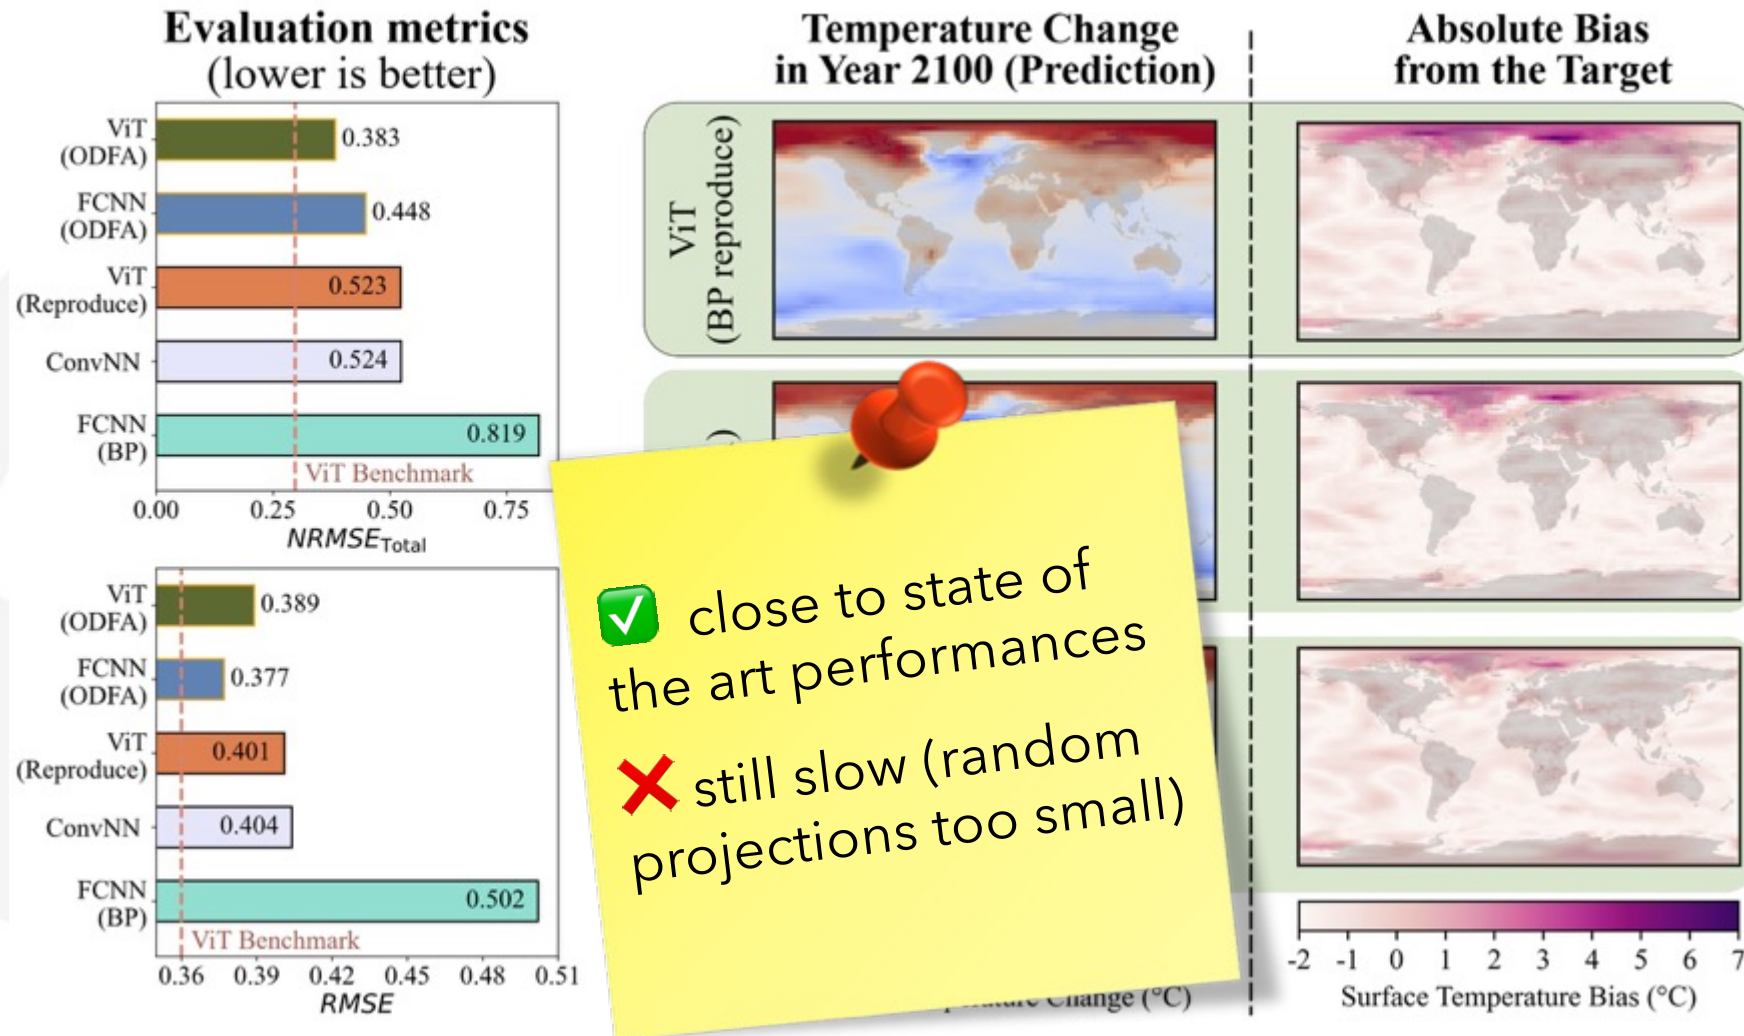 Evaluation metrics
(lower is better)
ViT
(ODFA)
0.383
FCNN
(ODFA)
0.448
ViT
(Reproduce)
0.523
ConvNN
0.524
FCNN
(BP)
0.819
ViT Benchmark
0.00 0.25 0.50 0.75
NRMSE_Total
ViT
(ODFA)
0.389
FCNN
(ODFA)
0.377
ViT
(Reproduce)
0.401
ConvNN
0.404
FCNN
(BP)
0.502
ViT Benchmark
0.36 0.39 0.42 0.45 0.48 0.51
RMSE
Temperature Change
in Year 2100 (Prediction)
Absolute Bias
from the Target
ViT
(BP reproduce)
✅ close to state of
the art performances
❌ still slow (random
projections too small)
Change (°C)
-2 -1 0 1 2 3 4 5 6 7
Surface Temperature Bias (°C)